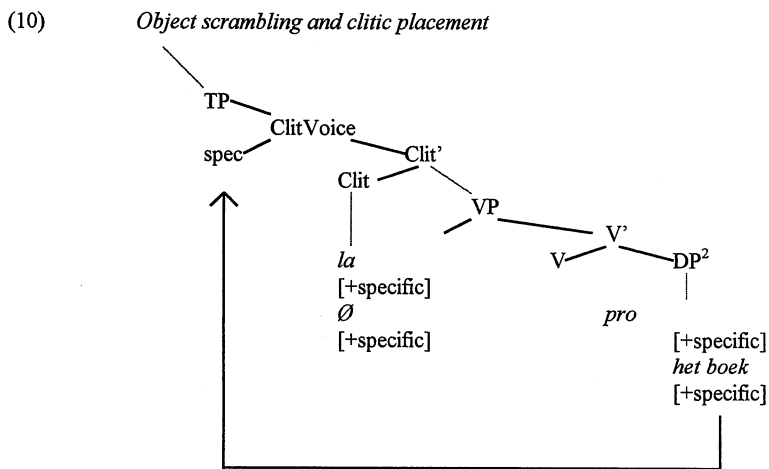 (10) Object scrambling and clitic placement
TP
ClitVoice
spec Clit’
Clit
VP
V’
V DP²
la
[+specific] pro
Ø [+specific]
[+specific] het boek
[+specific]